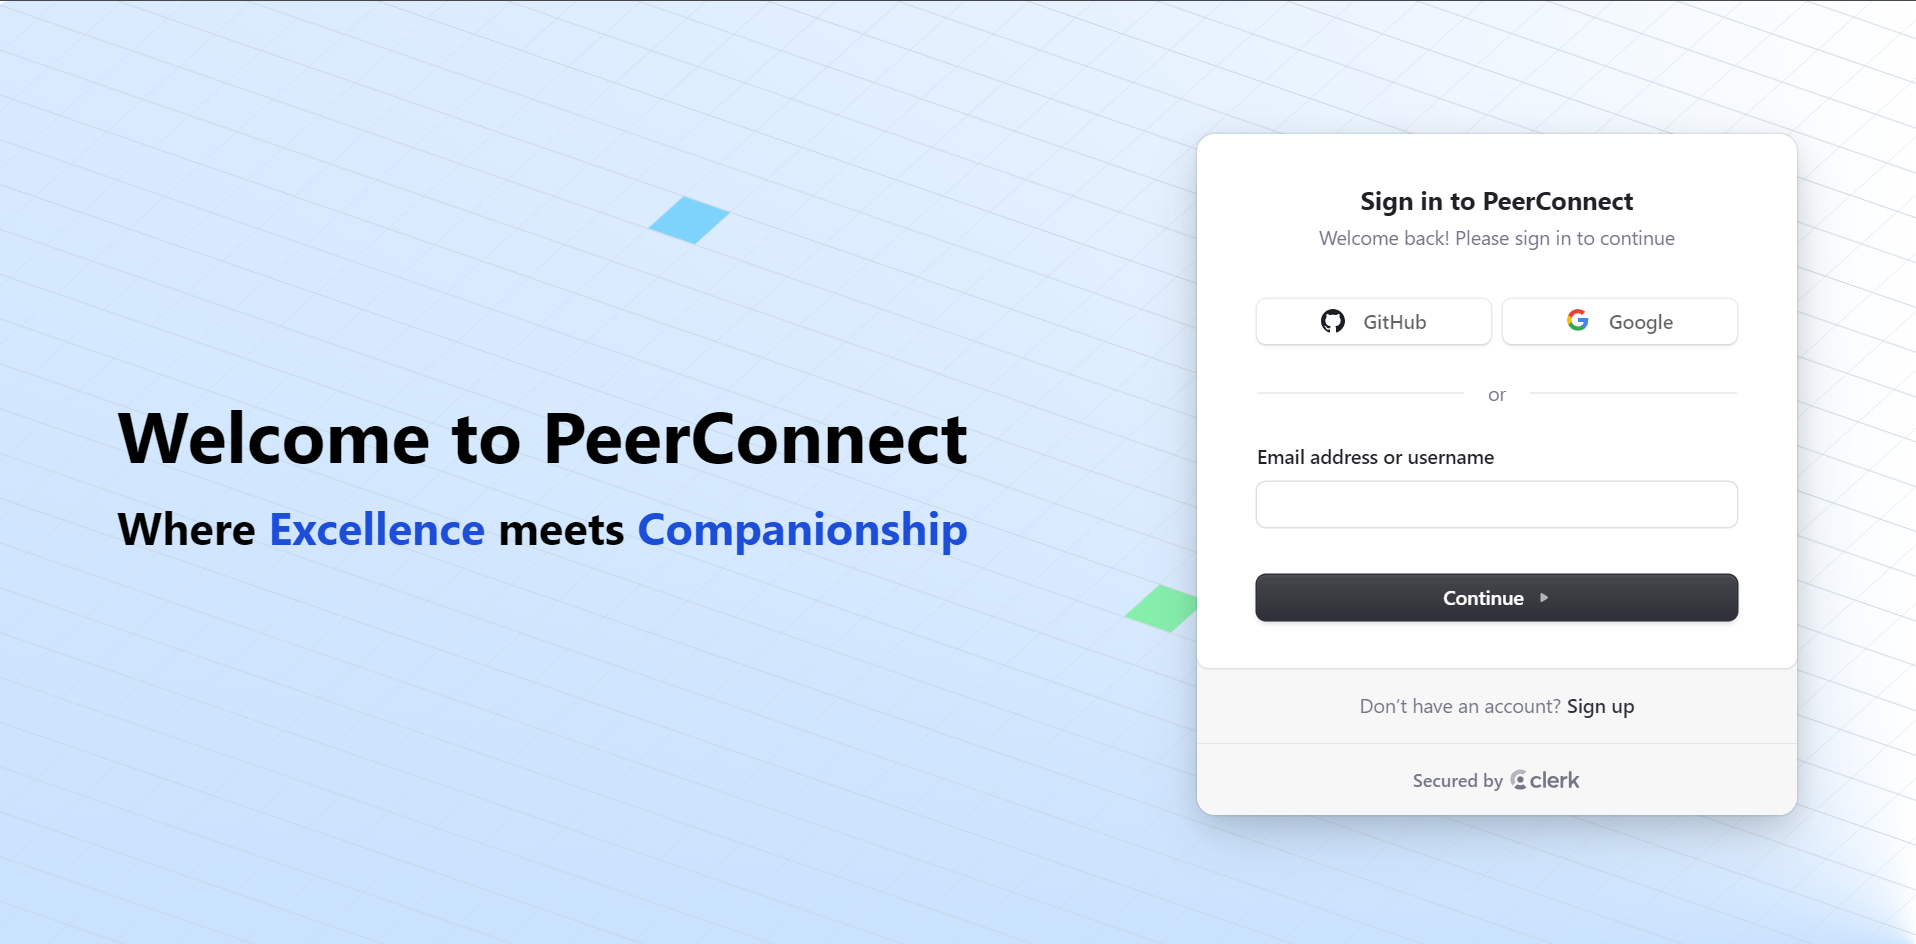 Welcome to PeerConnect
Where Excellence meets Companionship
Sign in to PeerConnect
Welcome back! Please sign in to continue
GitHub
Google
or
Email address or username
Continue
Don’t have an account? Sign up
Secured by clerk